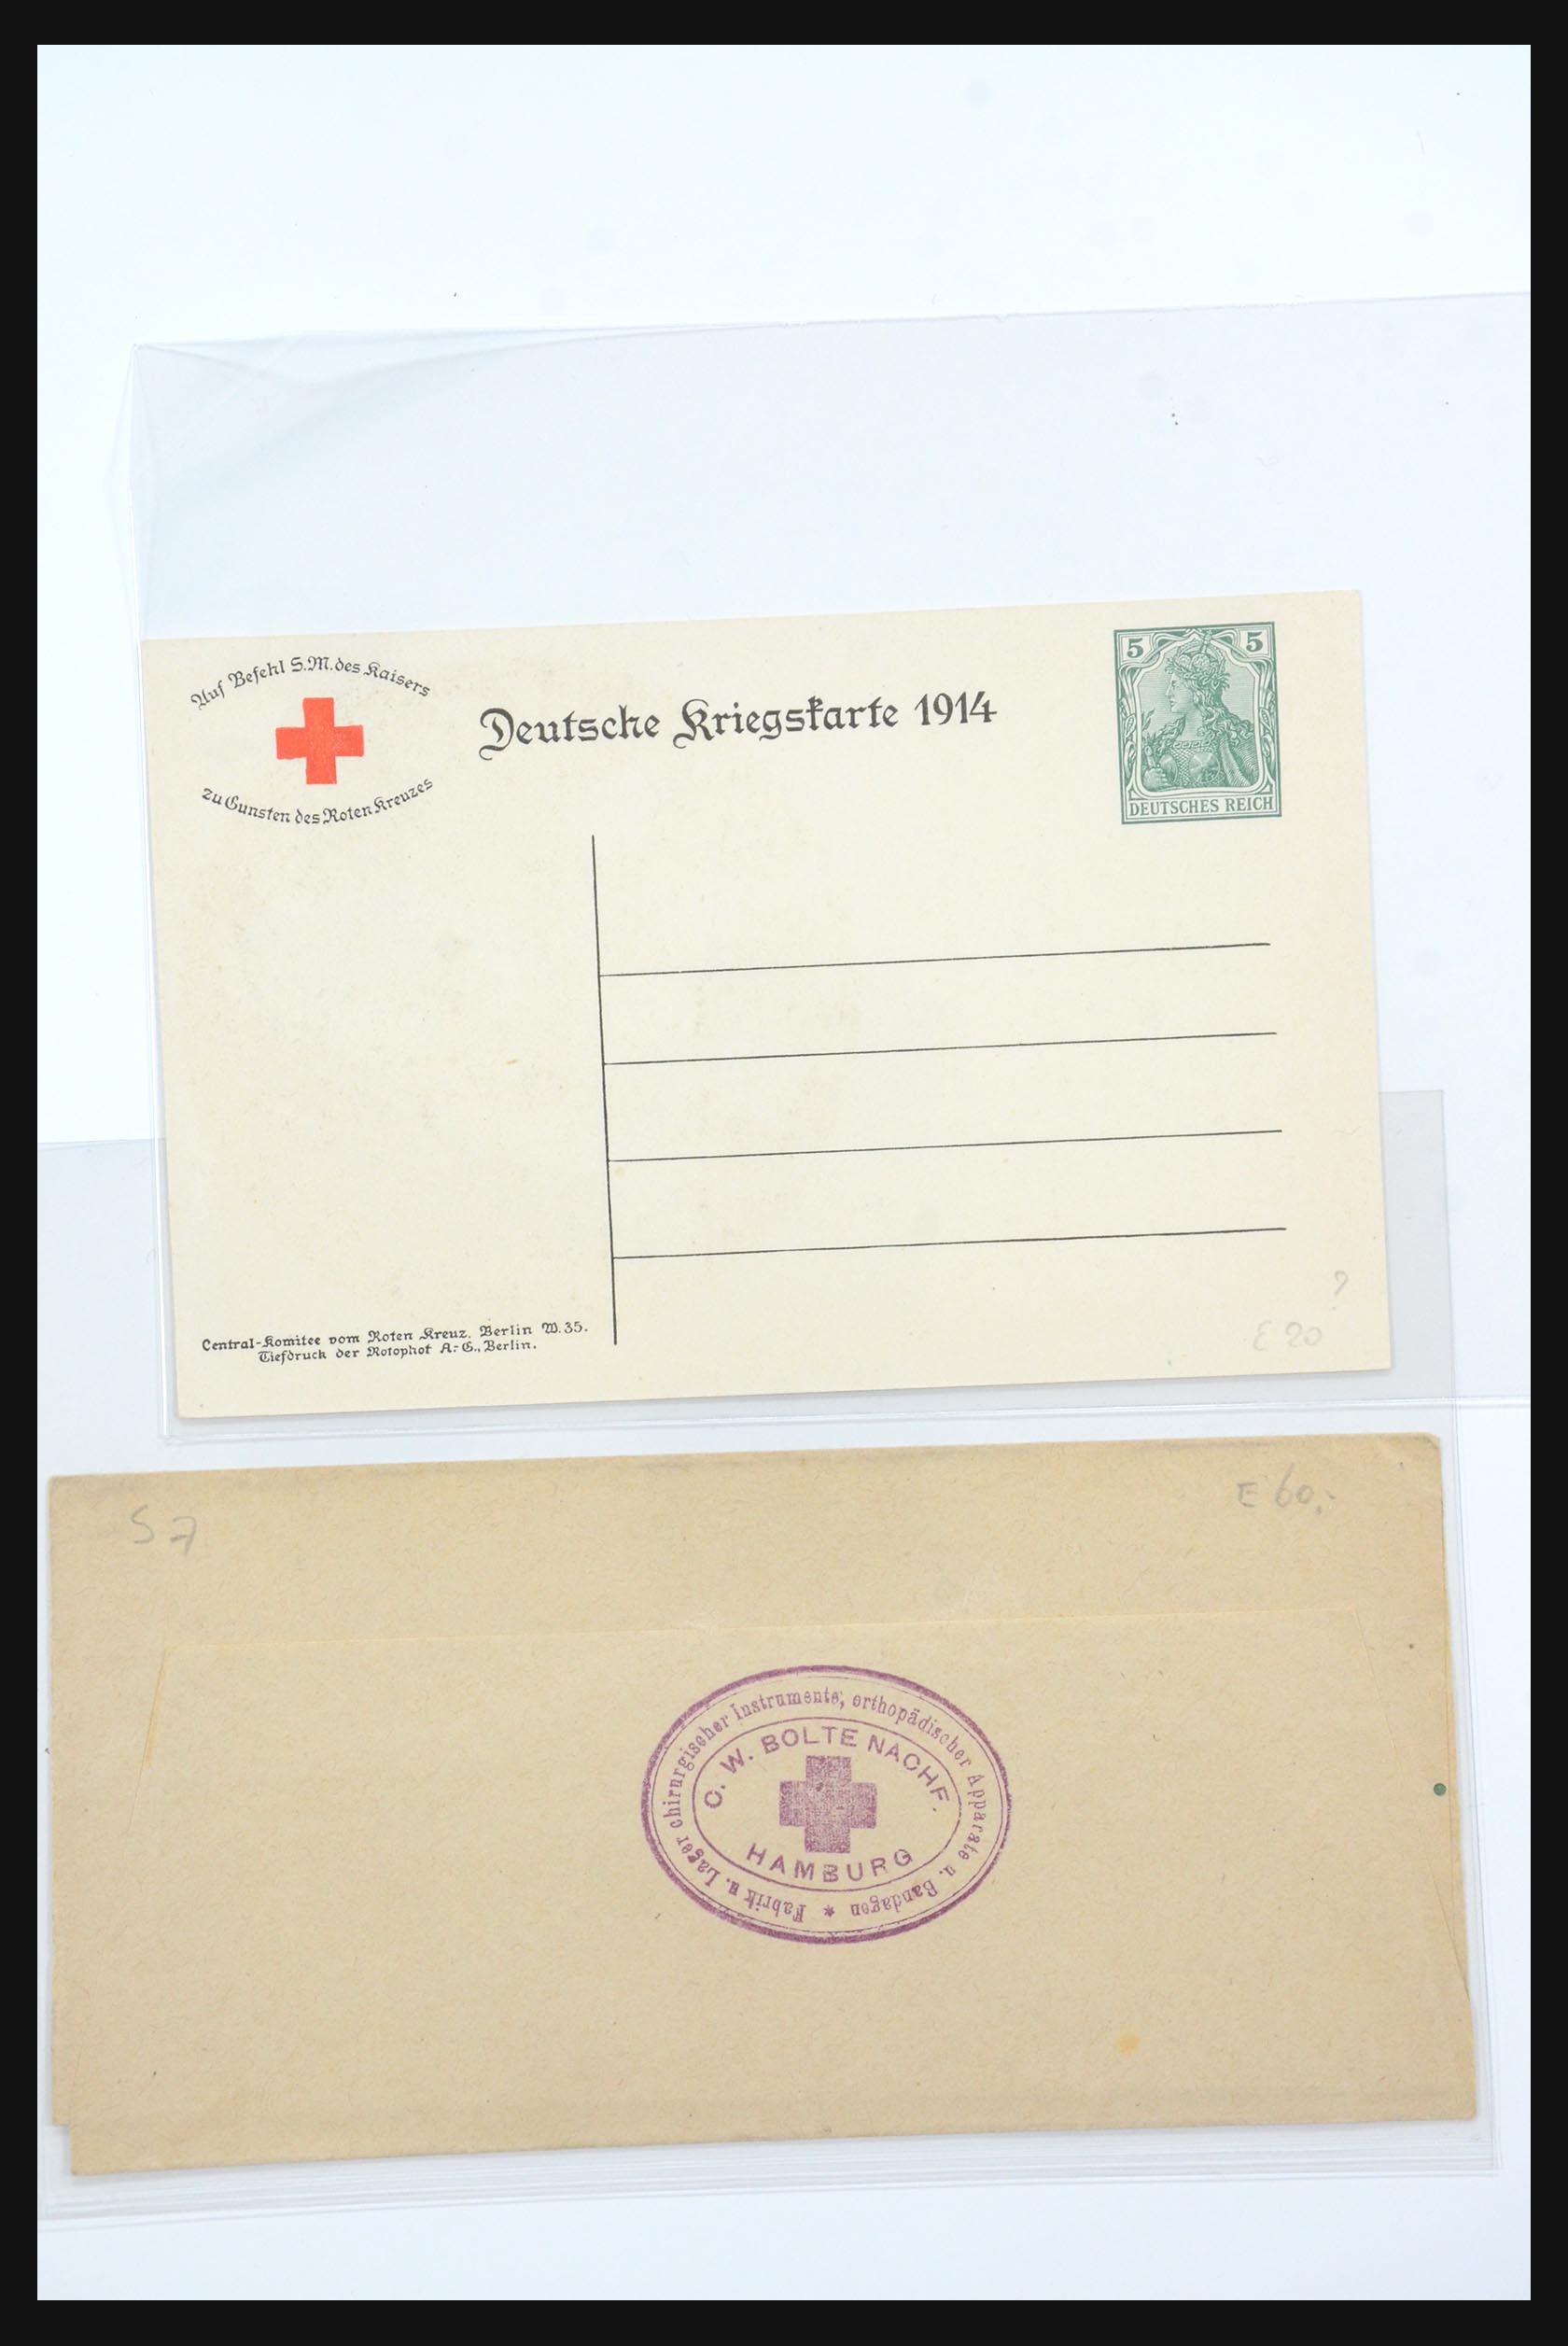 Auf Befehl S.M. des Kaisers
zu Gunsten des Roten Kreuzes
Deutsche Kriegskarte 1914
5 5
DEUTSCHES REICH
Central-Komitee vom Roten Kreuz, Berlin W.35.
Tiefdruck der Rotophot A.-G., Berlin.
?
E 20
S 7
E 60,-
Fabrik u. Lager chirurgischer Instrumente, orthopädischer Apparate u. Bandagen *
C. W. BOLTE NACHF.
HAMBURG